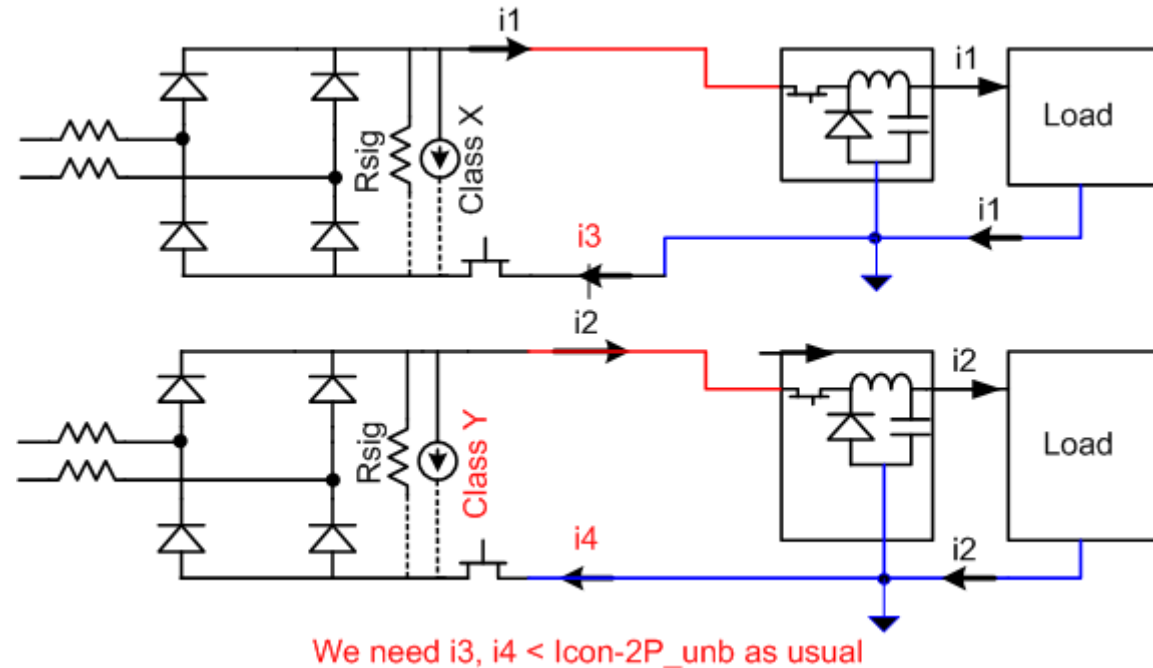 i1
i1
Load
Rsig
Class X
i1
i3
i2
i2
Load
Rsig
Class Y
i4
i2
We need i3, i4 < Icon-2P_unb as usual